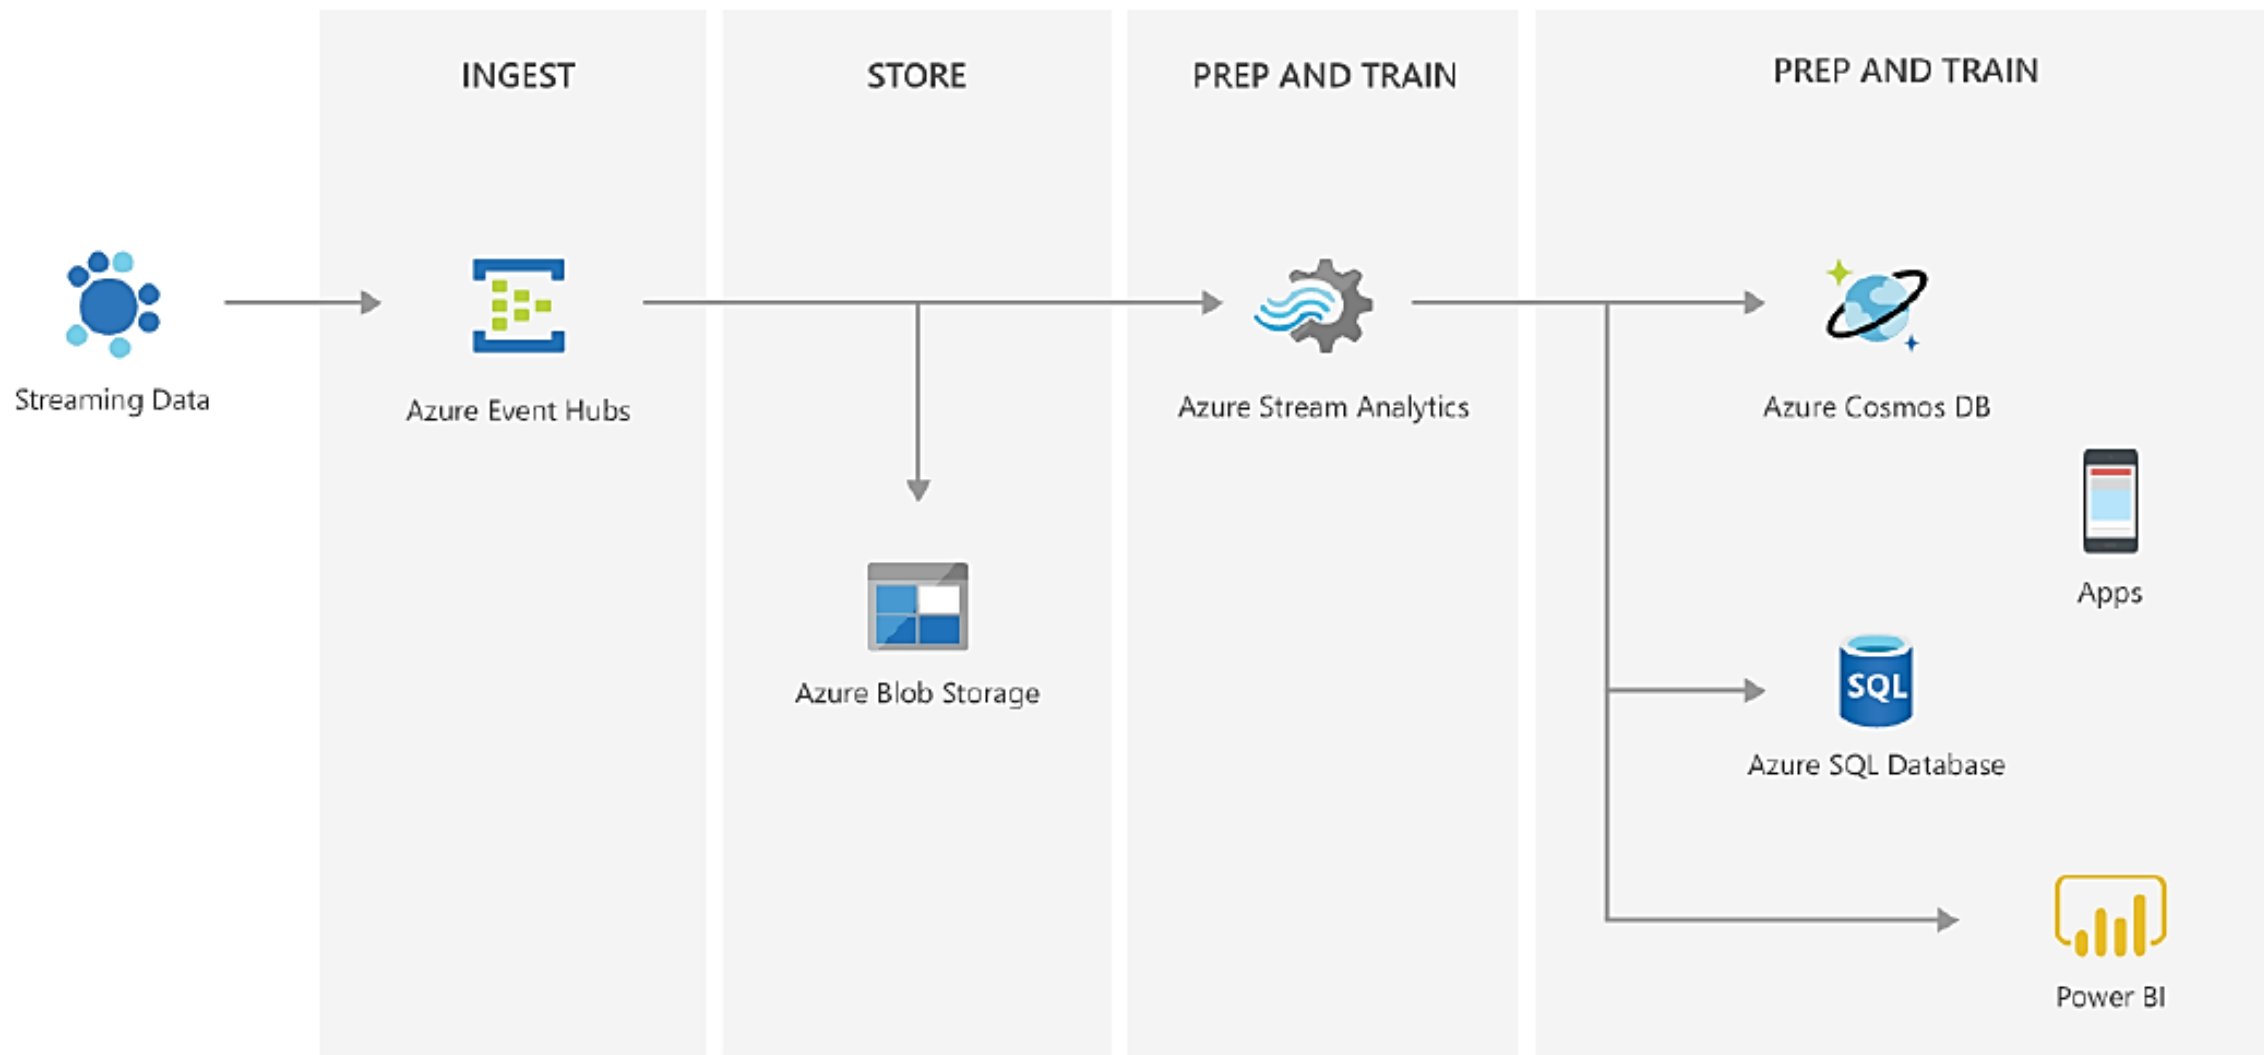 INGEST
STORE
PREP AND TRAIN
PREP AND TRAIN
Streaming Data
Azure Event Hubs
Azure Stream Analytics
Azure Cosmos DB
Apps
Azure Blob Storage
SQL
Azure SQL Database
Power BI